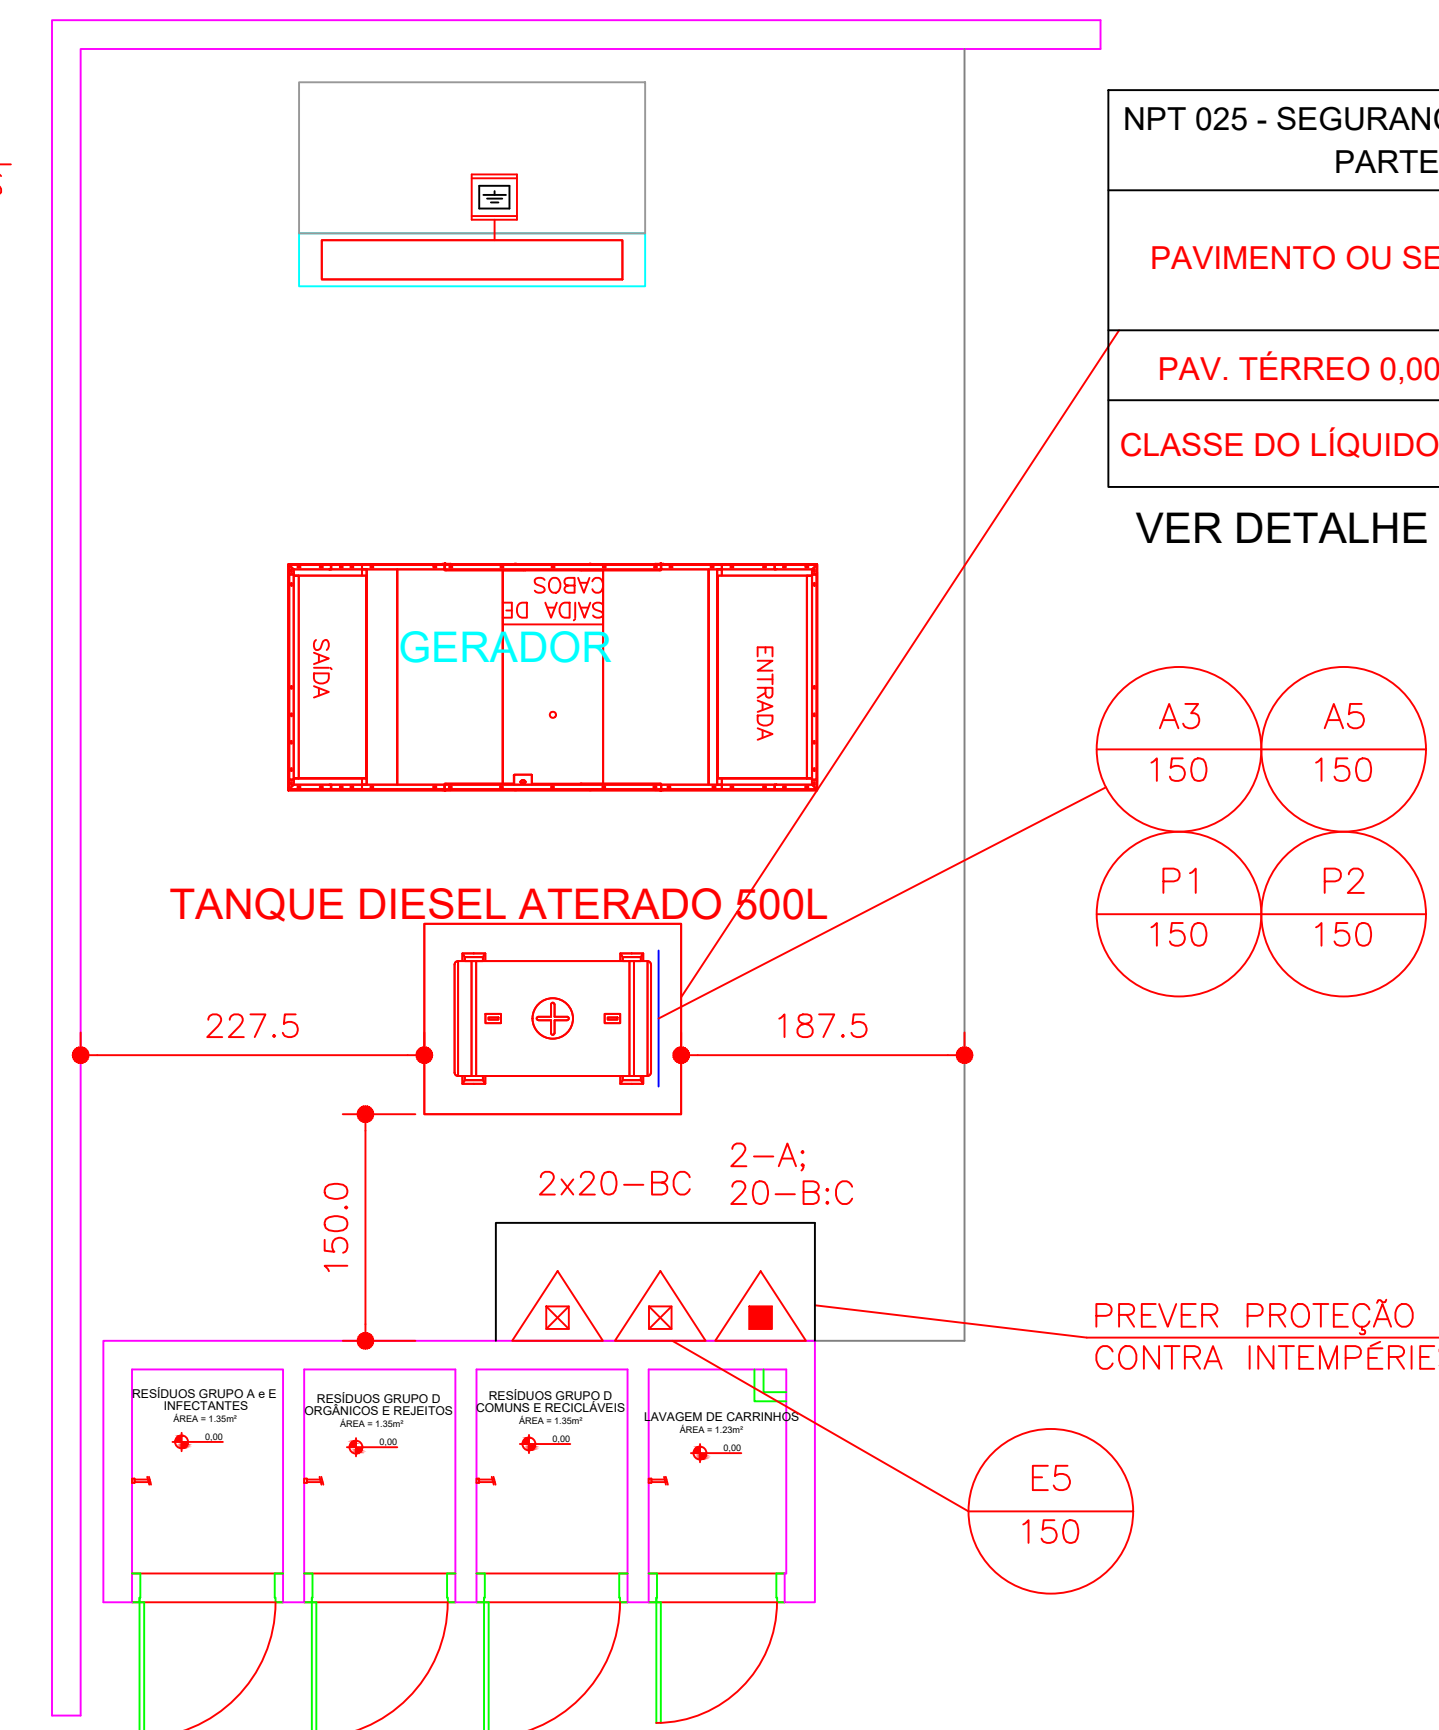 NPT 025 - SEGURANÇ
PARTE
PAVIMENTO OU SE
PAV. TÉRREO 0,00
CLASSE DO LÍQUIDO
VER DETALHE
SAÍDA DE
CABOS
SAÍDA
GERADOR
ENTRADA
A3
150
A5
150
P1
150
P2
150
TANQUE DIESEL ATERADO 500L
227.5
187.5
150.0
2x20-BC
2-A;
20-B:C
PREVER PROTEÇÃO
CONTRA INTEMPÉRIE
RESÍDUOS GRUPO A e E
INFECTANTES
ÁREA = 1.35m²
0,00
RESÍDUOS GRUPO D
ORGÂNICOS E REJEITOS
ÁREA = 1.35m²
0,00
RESÍDUOS GRUPO D
COMUNS E RECICLÁVEIS
ÁREA = 1.35m²
0,00
LAVAGEM DE CARRINHOS
ÁREA = 1.23m²
0,00
E5
150